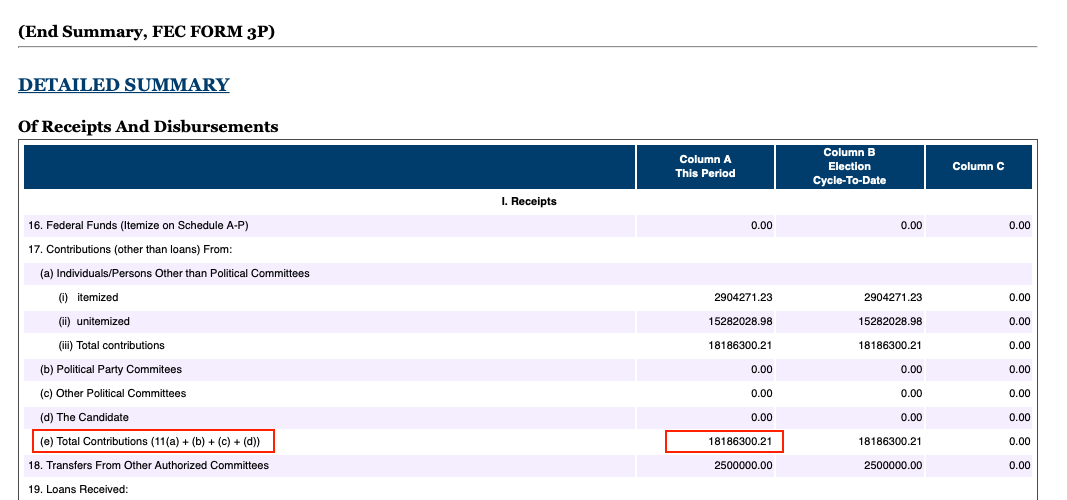 (End Summary, FEC FORM 3P)
DETAILED SUMMARY
Of Receipts And Disbursements
Column A
This Period
Column B
Election
Cycle-To-Date
Column C
I. Receipts
16. Federal Funds (Itemize on Schedule A-P) 0.00 0.00 0.00
17. Contributions (other than loans) From:
(a) Individuals/Persons Other than Political Committees
(i) itemized 2904271.23 2904271.23 0.00
(ii) unitemized 15282028.98 15282028.98 0.00
(iii) Total contributions 18186300.21 18186300.21 0.00
(b) Political Party Commitees 0.00 0.00 0.00
(c) Other Political Committees 0.00 0.00 0.00
(d) The Candidate 0.00 0.00 0.00
(e) Total Contributions (11(a) + (b) + (c) + (d)) 18186300.21 18186300.21 0.00
18. Transfers From Other Authorized Committees 2500000.00 2500000.00 0.00
19. Loans Received: